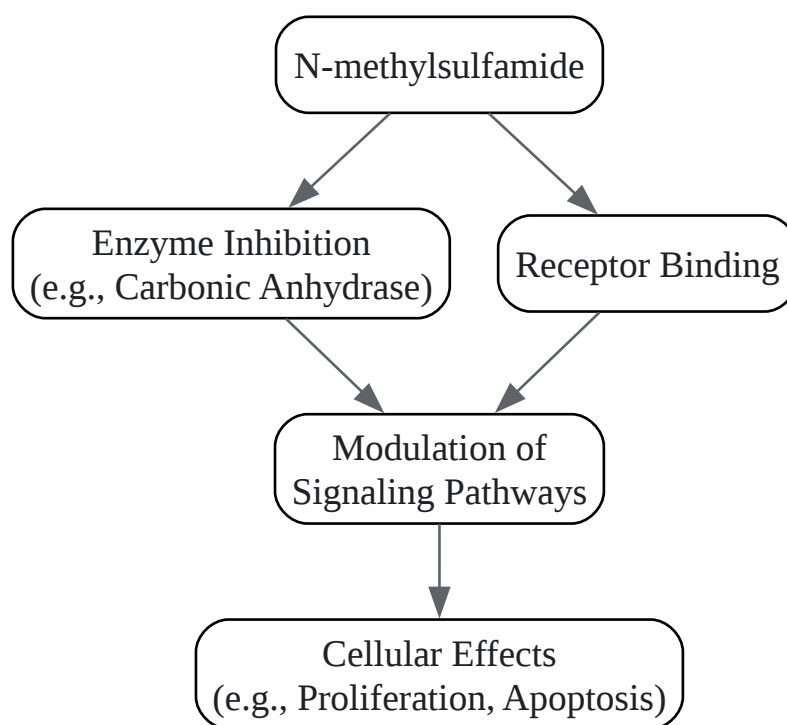 N-methylsulfamide
Enzyme Inhibition
(e.g., Carbonic Anhydrase)
Receptor Binding
Modulation of
Signaling Pathways
Cellular Effects
(e.g., Proliferation, Apoptosis)